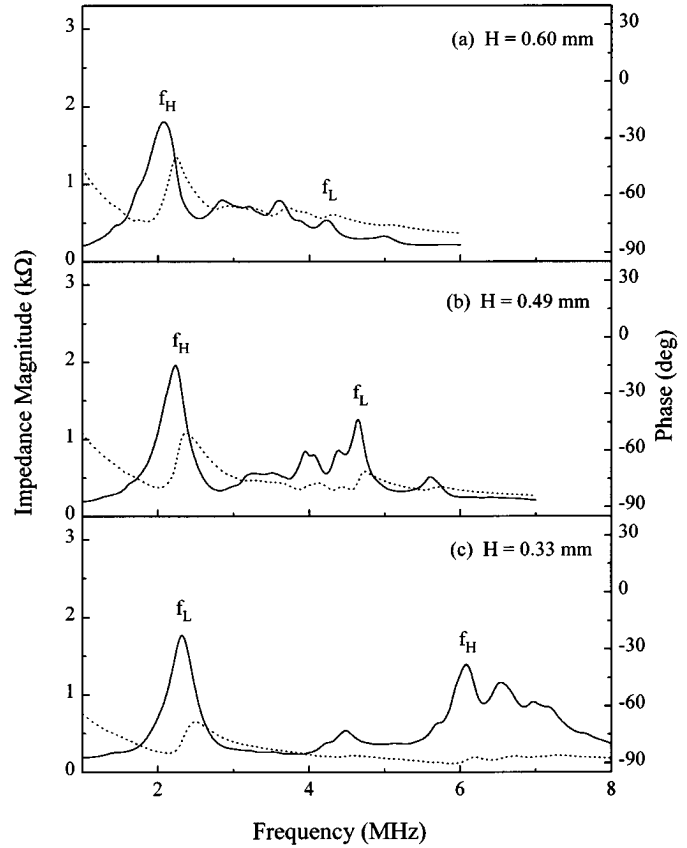 3
2
1
0
(a) H = 0.60 mm
f_H
f_L
30
0
-30
-60
-90
3
2
1
0
(b) H = 0.49 mm
f_H
f_L
30
0
-30
-60
-90
3
2
1
0
(c) H = 0.33 mm
f_L
f_H
30
0
-30
-60
-90
2
4
6
8
Impedance Magnitude (kΩ)
Phase (deg)
Frequency (MHz)